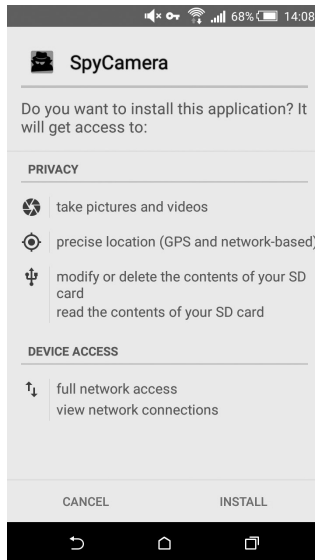 68% 14:08
SpyCamera
Do you want to install this application? It
will get access to:
PRIVACY
take pictures and videos
precise location (GPS and network-based)
modify or delete the contents of your SD
card
read the contents of your SD card
DEVICE ACCESS
full network access
view network connections
CANCEL INSTALL